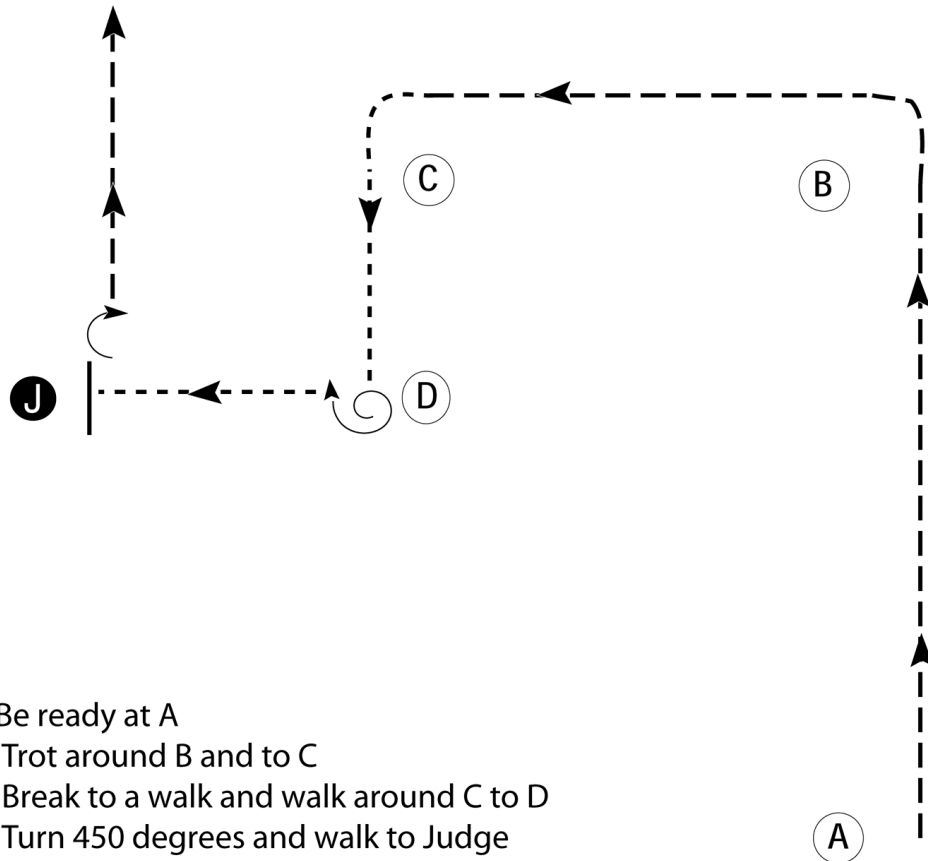 C
B
J
D
Be ready at A
Trot around B and to C
Break to a walk and walk around C to D
Turn 450 degrees and walk to Judge
A